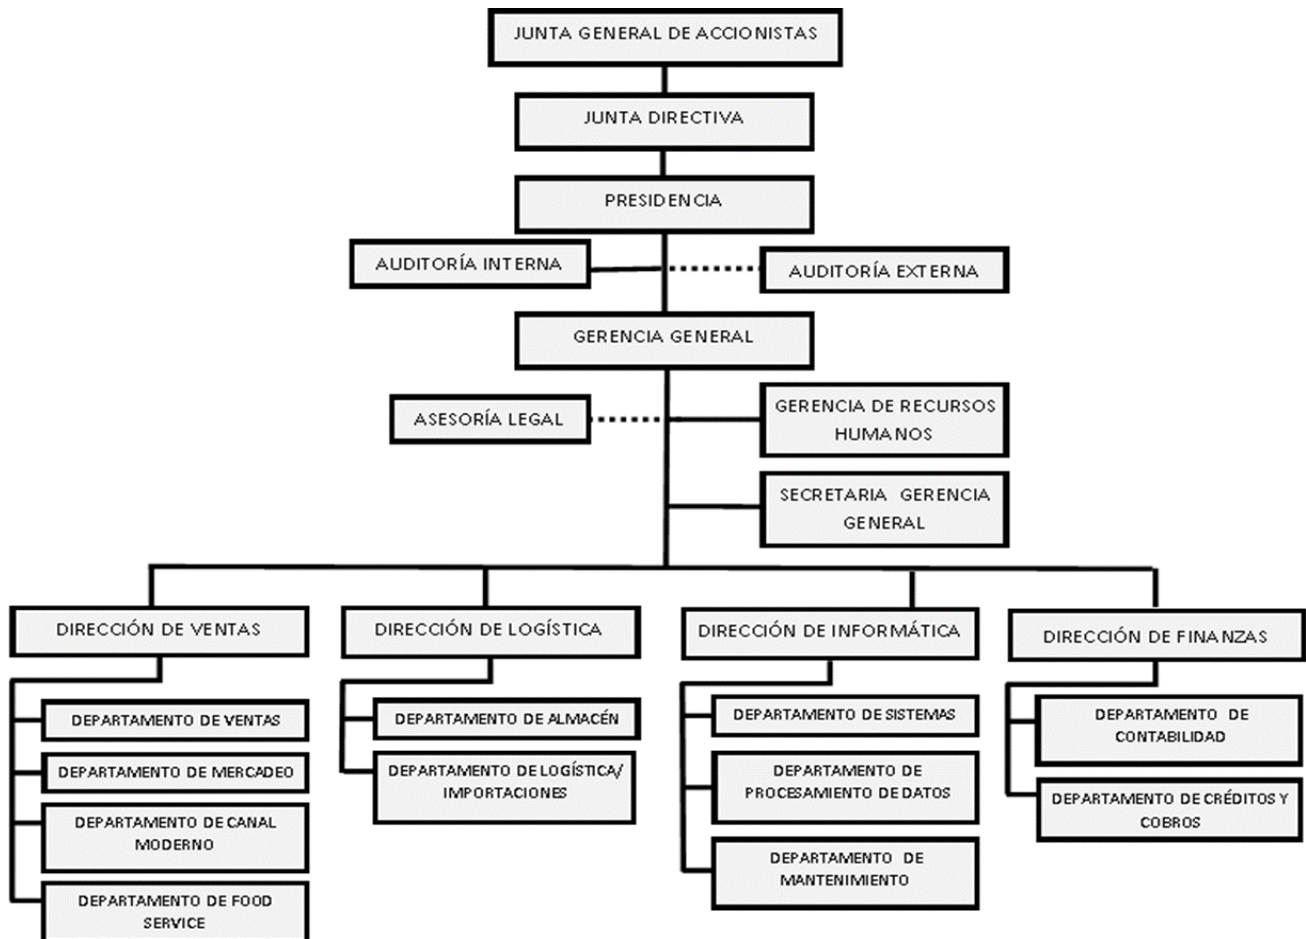 JUNTA GENERAL DE ACCIONISTAS
JUNTA DIRECTIVA
PRESIDENCIA
AUDITORÍA INTERNA
AUDITORÍA EXTERNA
GERENCIA GENERAL
ASESORÍA LEGAL
GERENCIA DE RECURSOS
HUMANOS
SECRETARIA GERENCIA
GENERAL
DIRECCIÓN DE VENTAS
DEPARTAMENTO DE VENTAS
DEPARTAMENTO DE MERCADEO
DEPARTAMENTO DE CANAL
MODERNO
DEPARTAMENTO DE FOOD
SERVICE
DIRECCIÓN DE LOGÍSTICA
DEPARTAMENTO DE ALMACÉN
DEPARTAMENTO DE LOGÍSTICA/
IMPORTACIONES
DIRECCIÓN DE INFORMÁTICA
DEPARTAMENTO DE SISTEMAS
DEPARTAMENTO DE
PROCESAMIENTO DE DATOS
DEPARTAMENTO DE
MANTENIMIENTO
DIRECCIÓN DE FINANZAS
DEPARTAMENTO DE
CONTABILIDAD
DEPARTAMENTO DE CRÉDITOS Y
COBROS